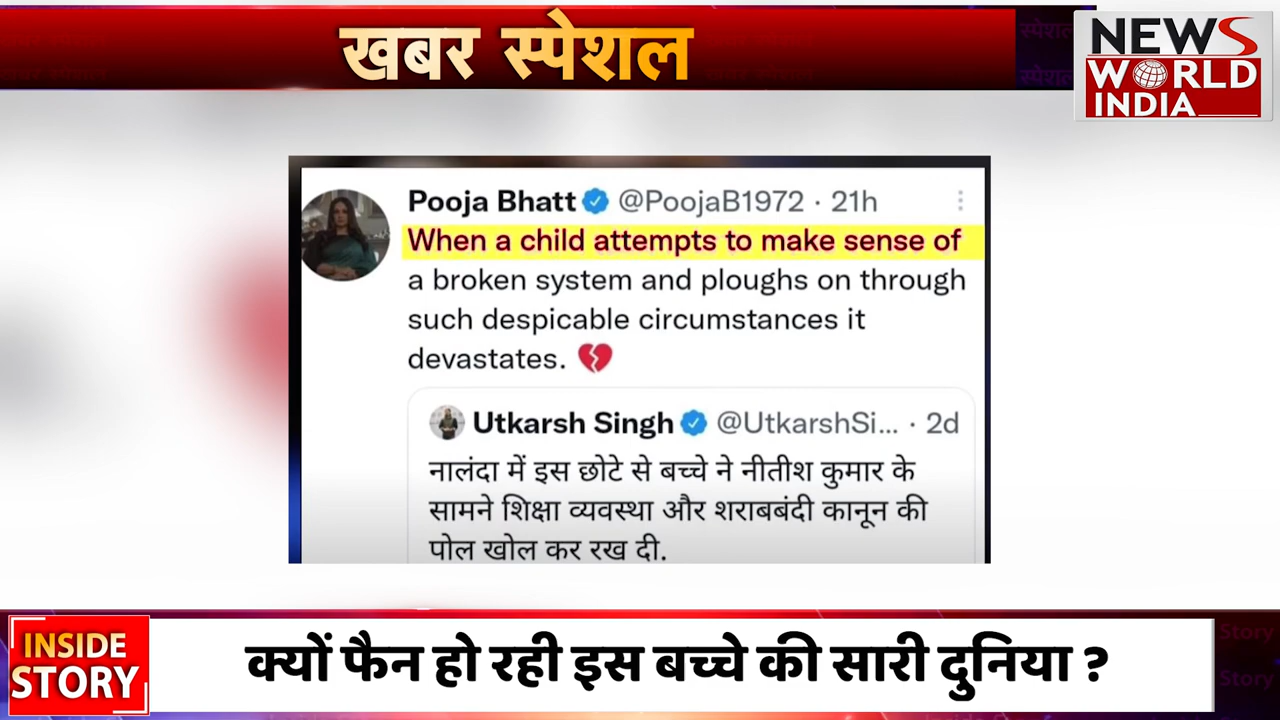 खबर स्पेशल
NEWS
WORLD
INDIA
Pooja Bhatt @PoojaB1972 · 21h
When a child attempts to make sense of
a broken system and ploughs on through
such despicable circumstances it
devastates. 💔
Utkarsh Singh @UtkarshSi... · 2d
नालंदा में इस छोटे से बच्चे ने नीतीश कुमार के
सामने शिक्षा व्यवस्था और शराबबंदी कानून की
पोल खोल कर रख दी.
INSIDE
STORY
क्यों फैन हो रही इस बच्चे की सारी दुनिया ?